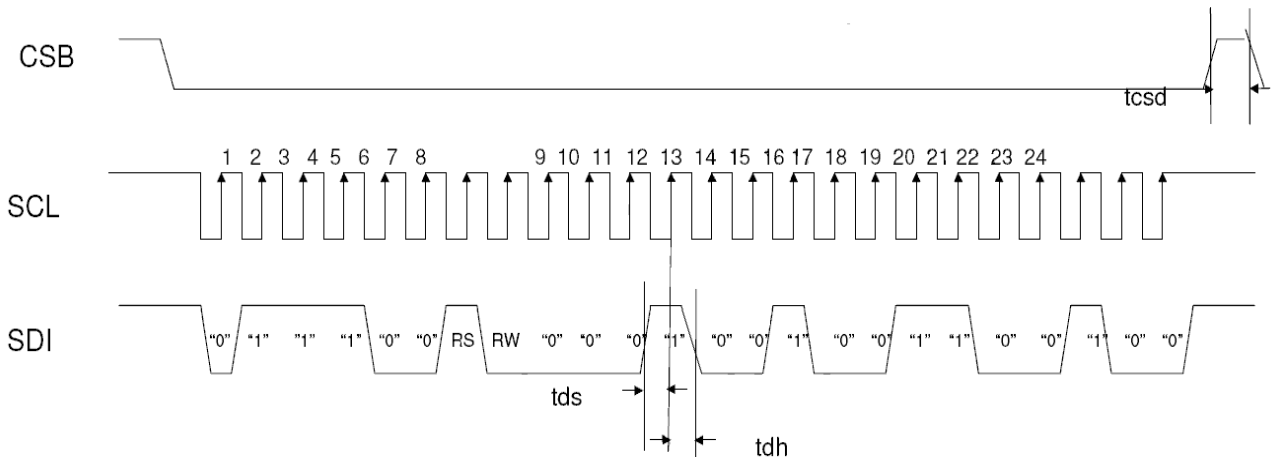 CSB
tcsd
1 2 3 4 5 6 7 8 9 10 11 12 13 14 15 16 17 18 19 20 21 22 23 24
SCL
SDI
“0” “1” ”1” “1” “0” “0” RS RW “0” “0” “0” “1” “0” “0” “1” “0” “0” “1” “1” “0” “0” “1” “0” “0”
tds
tdh